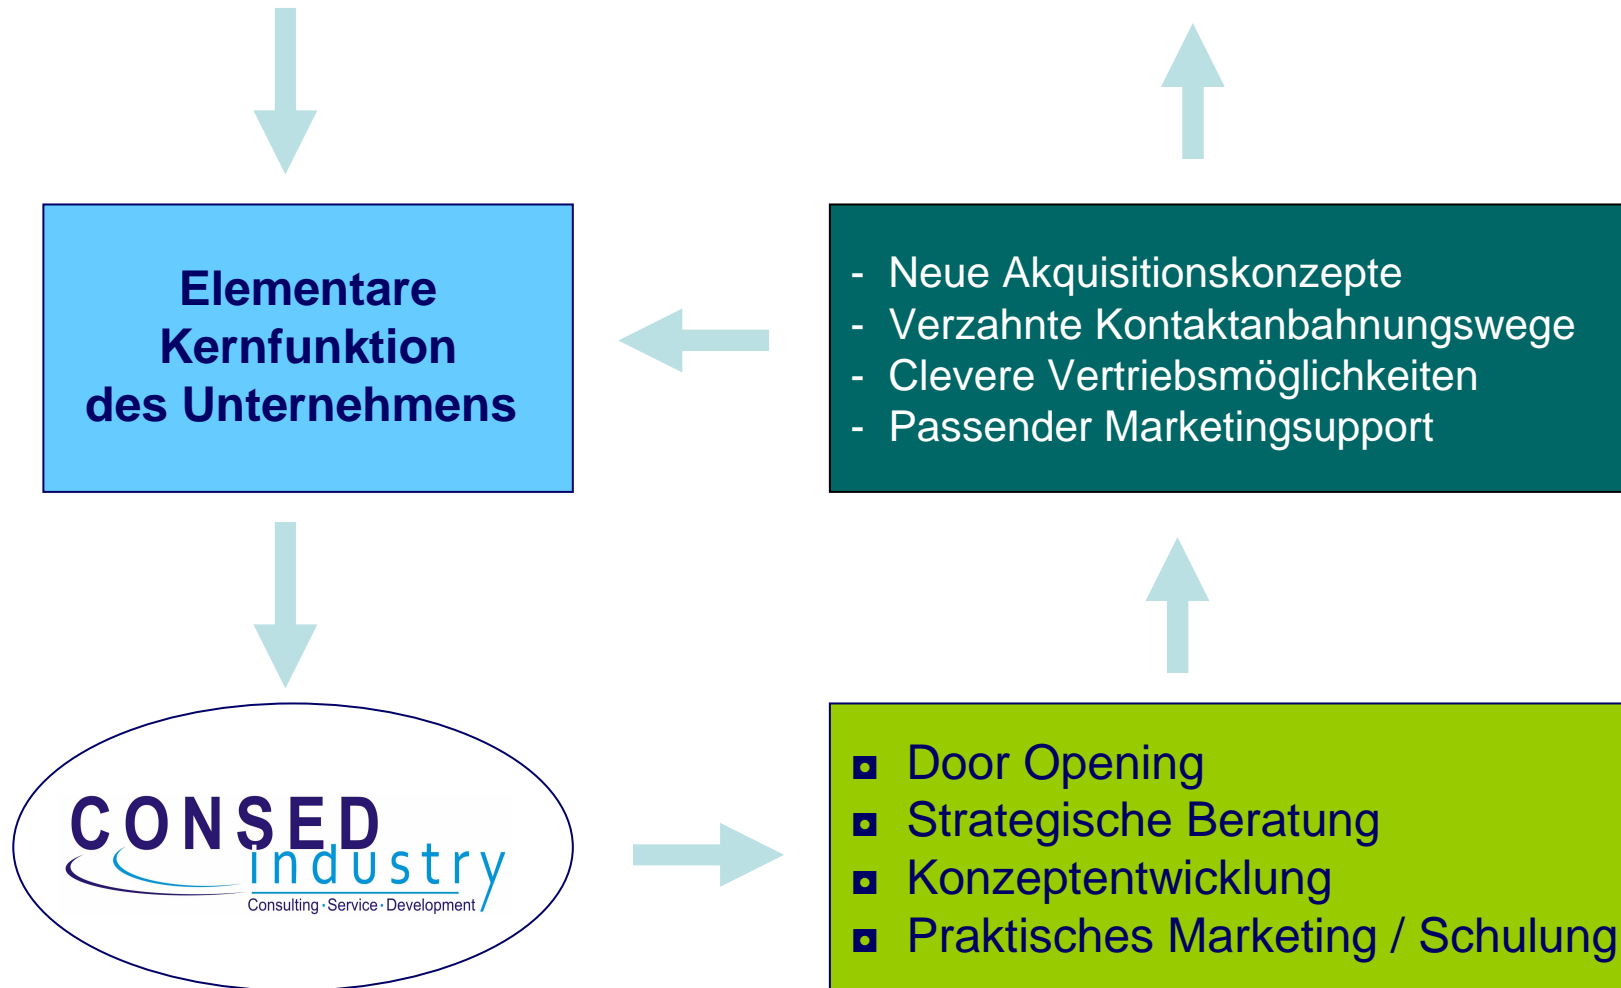 Elementare
Kernfunktion
des Unternehmens
- Neue Akquisitionskonzepte
- Verzahnte Kontaktanbahnungswege
- Clevere Vertriebsmöglichkeiten
- Passender Marketingsupport
CONSED
industry
Consulting · Service · Development
◘ Door Opening
◘ Strategische Beratung
◘ Konzeptentwicklung
◘ Praktisches Marketing / Schulung